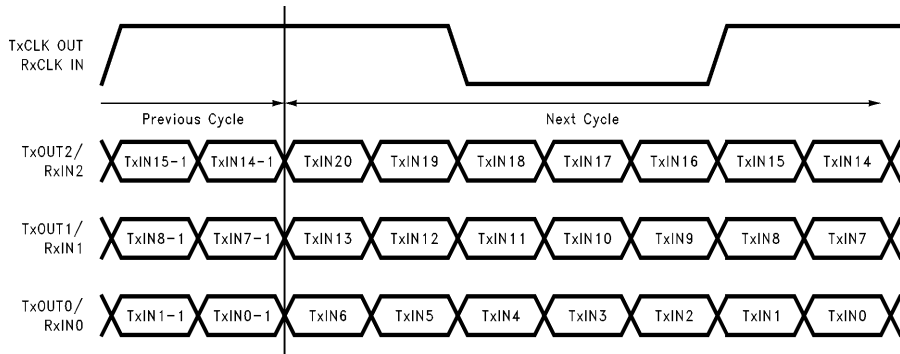 TxCLK OUT
RxCLK IN
Previous Cycle Next Cycle
TxOUT2/
RxIN2
TxIN15-1 TxIN14-1 TxIN20 TxIN19 TxIN18 TxIN17 TxIN16 TxIN15 TxIN14
TxOUT1/
RxIN1
TxIN8-1 TxIN7-1 TxIN13 TxIN12 TxIN11 TxIN10 TxIN9 TxIN8 TxIN7
TxOUT0/
RxIN0
TxIN1-1 TxIN0-1 TxIN6 TxIN5 TxIN4 TxIN3 TxIN2 TxIN1 TxIN0